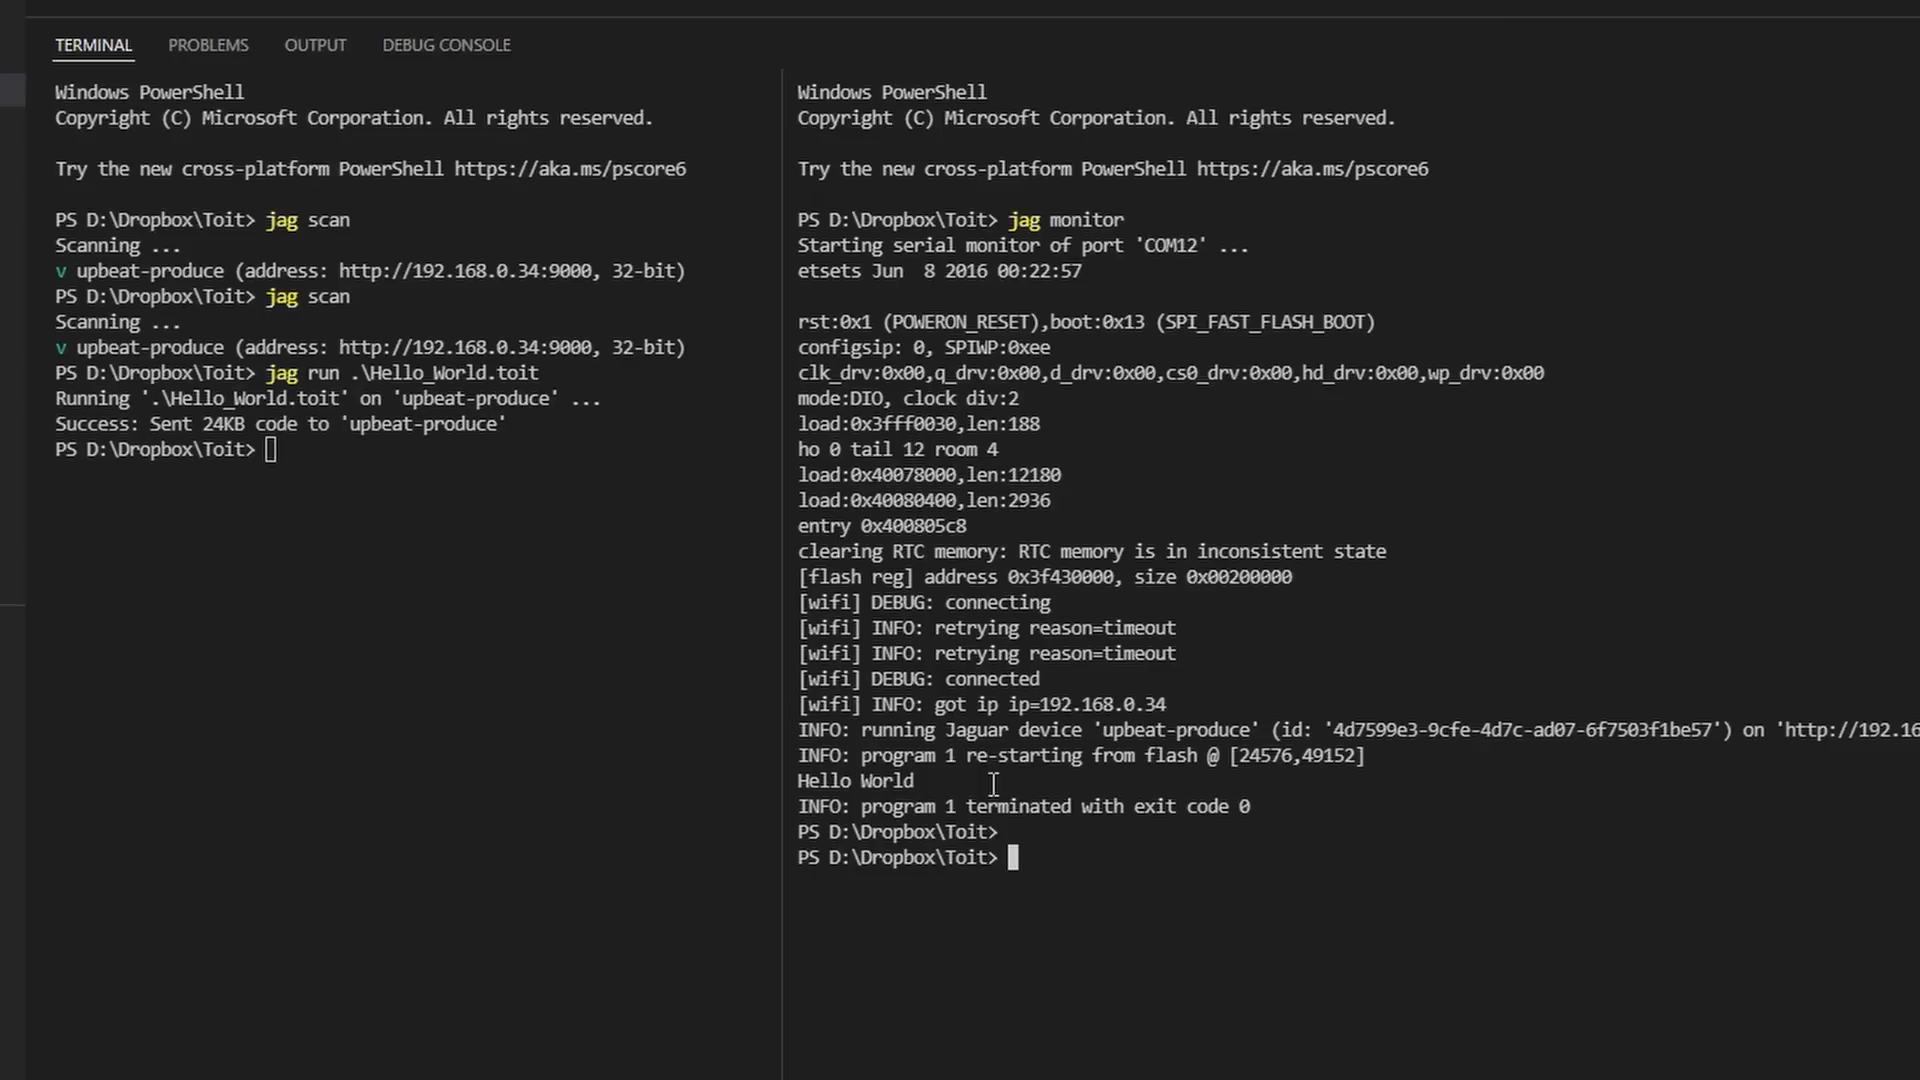 TERMINAL PROBLEMS OUTPUT DEBUG CONSOLE
Windows PowerShell
Copyright (C) Microsoft Corporation. All rights reserved.
Try the new cross-platform PowerShell https://aka.ms/pscore6
PS D:\Dropbox\Toit> jag scan
Scanning ...
v upbeat-produce (address: http://192.168.0.34:9000, 32-bit)
PS D:\Dropbox\Toit> jag scan
Scanning ...
v upbeat-produce (address: http://192.168.0.34:9000, 32-bit)
PS D:\Dropbox\Toit> jag run .\Hello_World.toit
Running '.\Hello_World.toit' on 'upbeat-produce' ...
Success: Sent 24KB code to 'upbeat-produce'
PS D:\Dropbox\Toit>
Windows PowerShell
Copyright (C) Microsoft Corporation. All rights reserved.
Try the new cross-platform PowerShell https://aka.ms/pscore6
PS D:\Dropbox\Toit> jag monitor
Starting serial monitor of port 'COM12' ...
etsets Jun  8 2016 00:22:57
rst:0x1 (POWERON_RESET),boot:0x13 (SPI_FAST_FLASH_BOOT)
configsip: 0, SPIWP:0xee
clk_drv:0x00,q_drv:0x00,d_drv:0x00,cs0_drv:0x00,hd_drv:0x00,wp_drv:0x00
mode:DIO, clock div:2
load:0x3fff0030,len:188
ho 0 tail 12 room 4
load:0x40078000,len:12180
load:0x40080400,len:2936
entry 0x400805c8
clearing RTC memory: RTC memory is in inconsistent state
[flash reg] address 0x3f430000, size 0x00200000
[wifi] DEBUG: connecting
[wifi] INFO: retrying reason=timeout
[wifi] INFO: retrying reason=timeout
[wifi] DEBUG: connected
[wifi] INFO: got ip ip=192.168.0.34
INFO: running Jaguar device 'upbeat-produce' (id: '4d7599e3-9cfe-4d7c-ad07-6f7503f1be57') on 'http://192.16
INFO: program 1 re-starting from flash @ [24576,49152]
Hello World
INFO: program 1 terminated with exit code 0
PS D:\Dropbox\Toit>
PS D:\Dropbox\Toit>